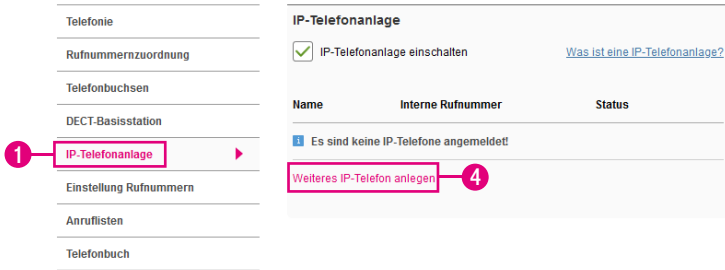 Telefonie
Rufnummernzuordnung
Telefonbuchsen
DECT-Basisstation
1 IP-Telefonanlage
Einstellung Rufnummern
Anruflisten
Telefonbuch
IP-Telefonanlage
IP-Telefonanlage einschalten Was ist eine IP-Telefonanlage?
Name Interne Rufnummer Status
i Es sind keine IP-Telefone angemeldet!
Weiteres IP-Telefon anlegen 4